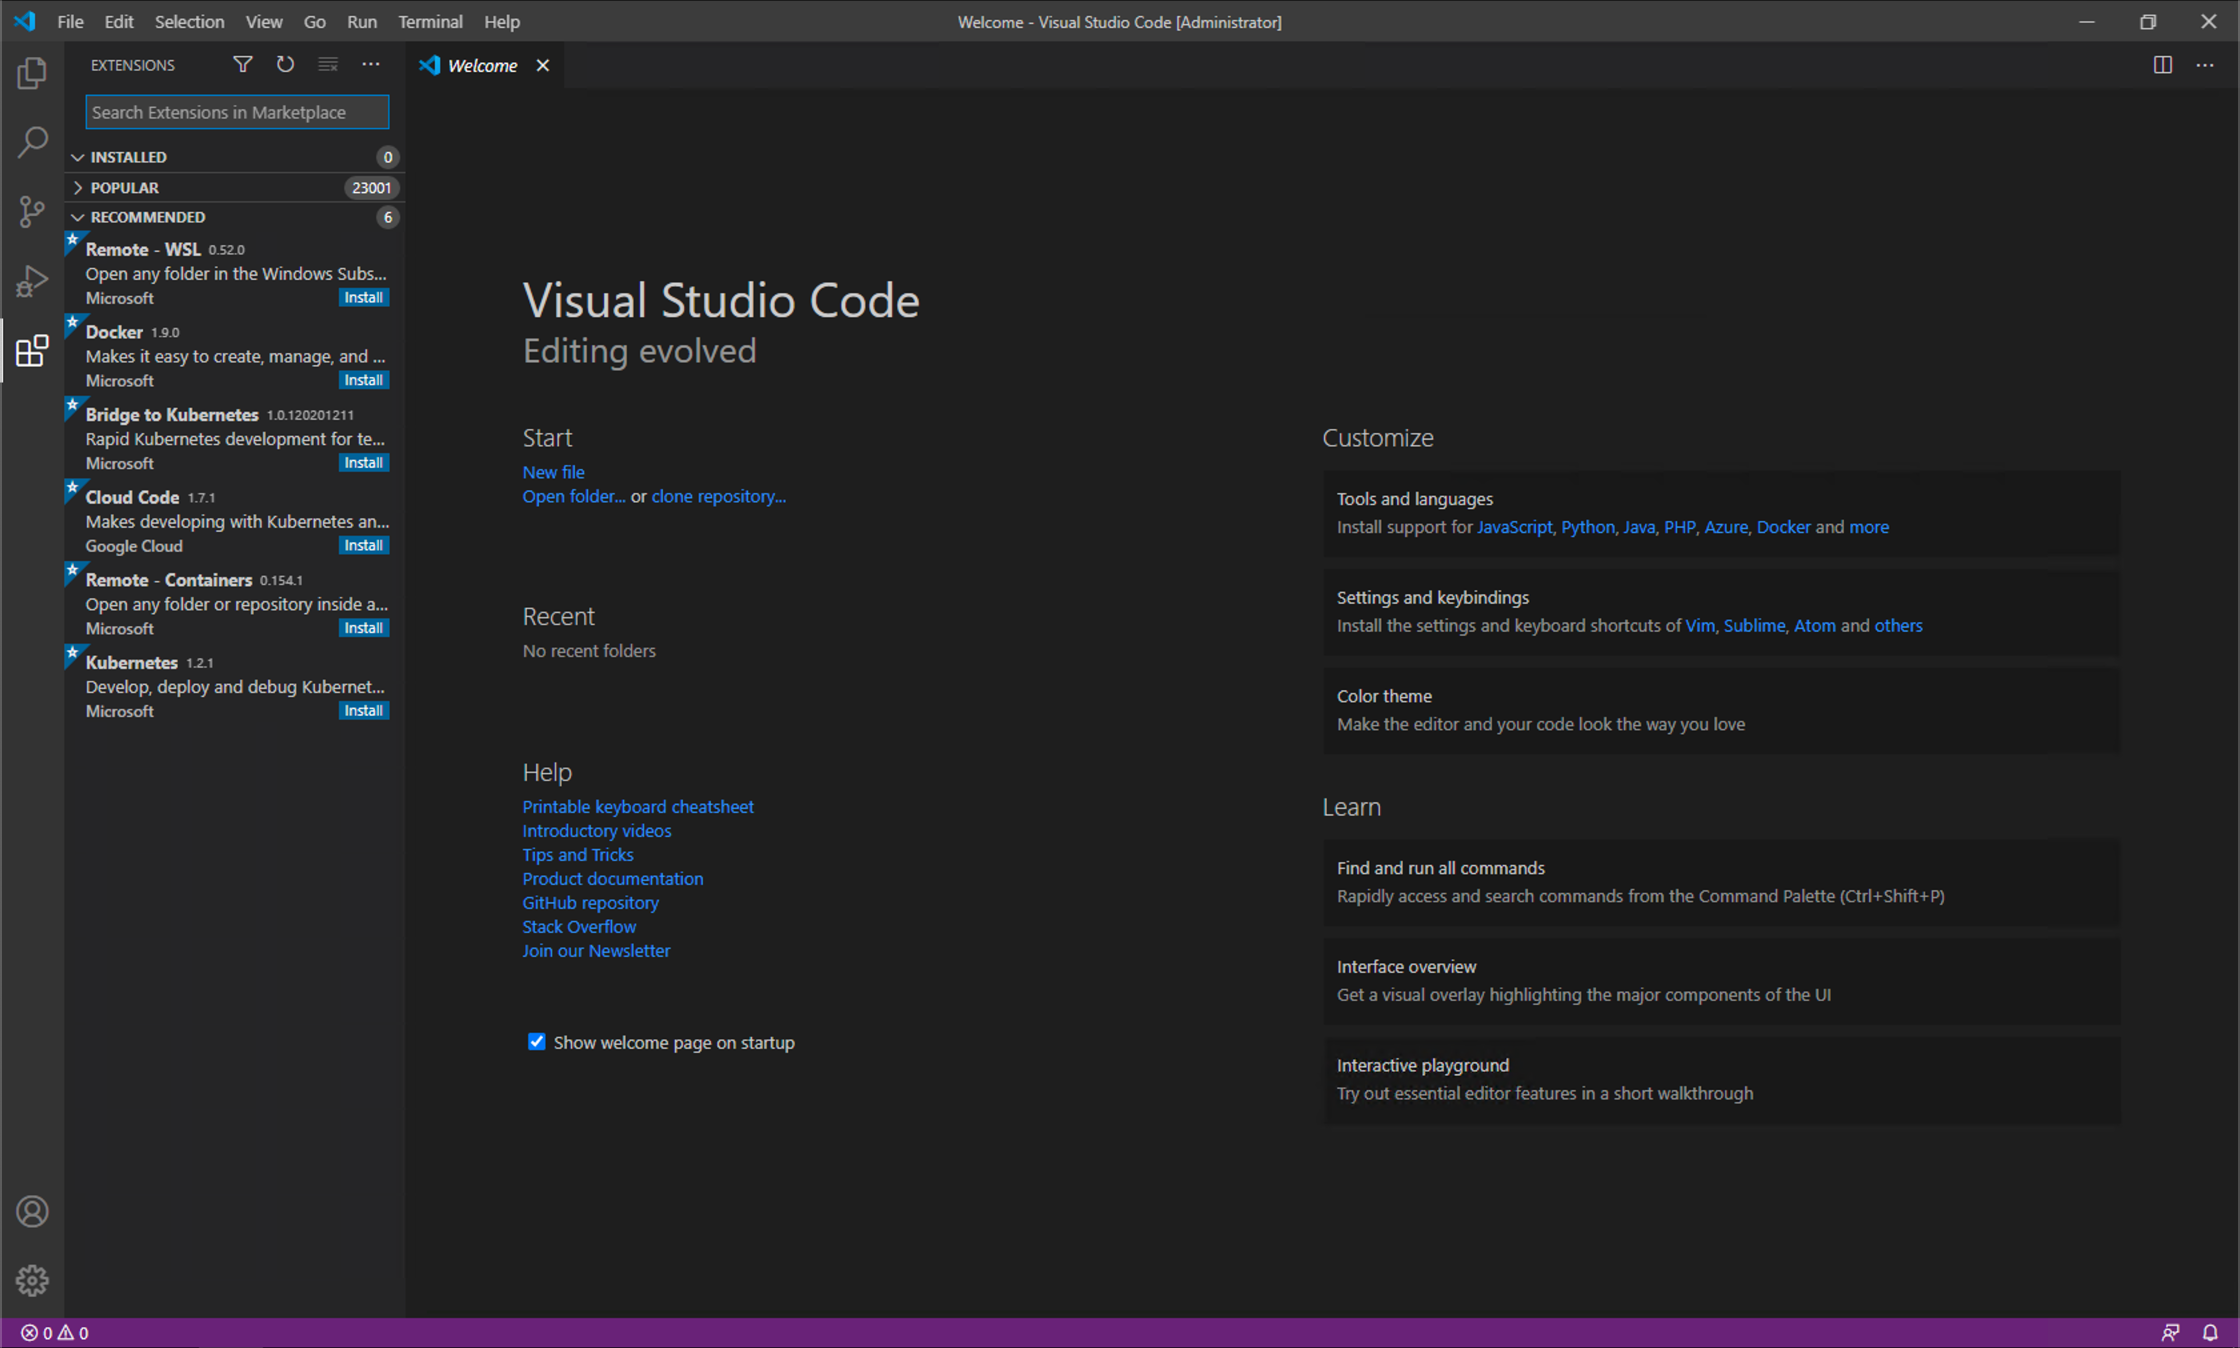 File Edit Selection View Go Run Terminal Help
Welcome - Visual Studio Code [Administrator]
EXTENSIONS
Welcome
Search Extensions in Marketplace
INSTALLED 0
POPULAR 23001
RECOMMENDED 6
Remote - WSL 0.52.0
Open any folder in the Windows Subs...
Microsoft Install
Docker 1.9.0
Makes it easy to create, manage, and ...
Microsoft Install
Bridge to Kubernetes 1.0.120201211
Rapid Kubernetes development for te...
Microsoft Install
Cloud Code 1.7.1
Makes developing with Kubernetes an...
Google Cloud Install
Remote - Containers 0.154.1
Open any folder or repository inside a...
Microsoft Install
Kubernetes 1.2.1
Develop, deploy and debug Kubernet...
Microsoft Install
Visual Studio Code
Editing evolved
Start
New file
Open folder... or clone repository...
Recent
No recent folders
Help
Printable keyboard cheatsheet
Introductory videos
Tips and Tricks
Product documentation
GitHub repository
Stack Overflow
Join our Newsletter
Show welcome page on startup
Customize
Tools and languages
Install support for JavaScript, Python, Java, PHP, Azure, Docker and more
Settings and keybindings
Install the settings and keyboard shortcuts of Vim, Sublime, Atom and others
Color theme
Make the editor and your code look the way you love
Learn
Find and run all commands
Rapidly access and search commands from the Command Palette (Ctrl+Shift+P)
Interface overview
Get a visual overlay highlighting the major components of the UI
Interactive playground
Try out essential editor features in a short walkthrough
0 0